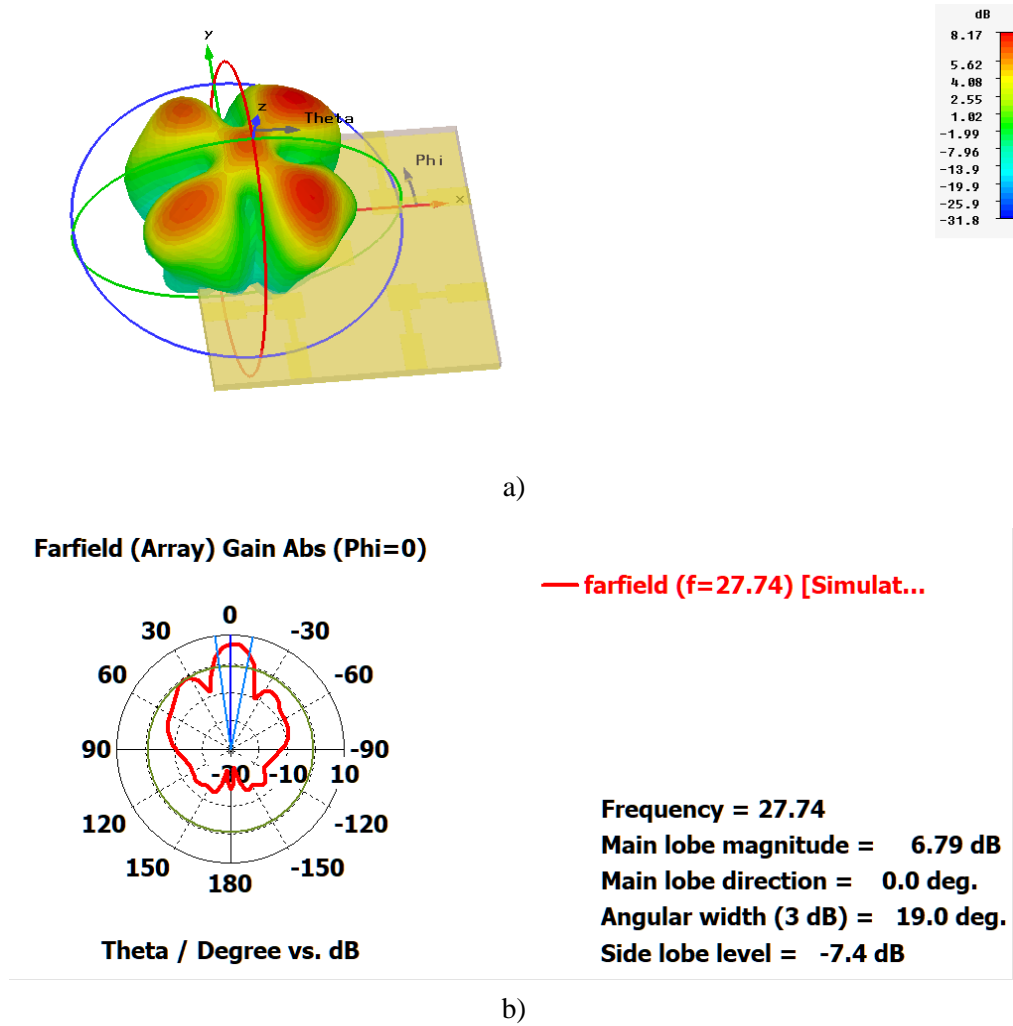 dB
8.17
5.62
4.08
2.55
1.02
-1.99
-7.96
-13.9
-19.9
-25.9
-31.8
y
z
Theta
Phi
x
a)
Farfield (Array) Gain Abs (Phi=0)
farfield (f=27.74) [Simulat...
0
30 -30
60 -60
90 -90
-10 10
120 -120
150 -150
180
Frequency = 27.74
Main lobe magnitude = 6.79 dB
Main lobe direction = 0.0 deg.
Angular width (3 dB) = 19.0 deg.
Side lobe level = -7.4 dB
Theta / Degree vs. dB
b)